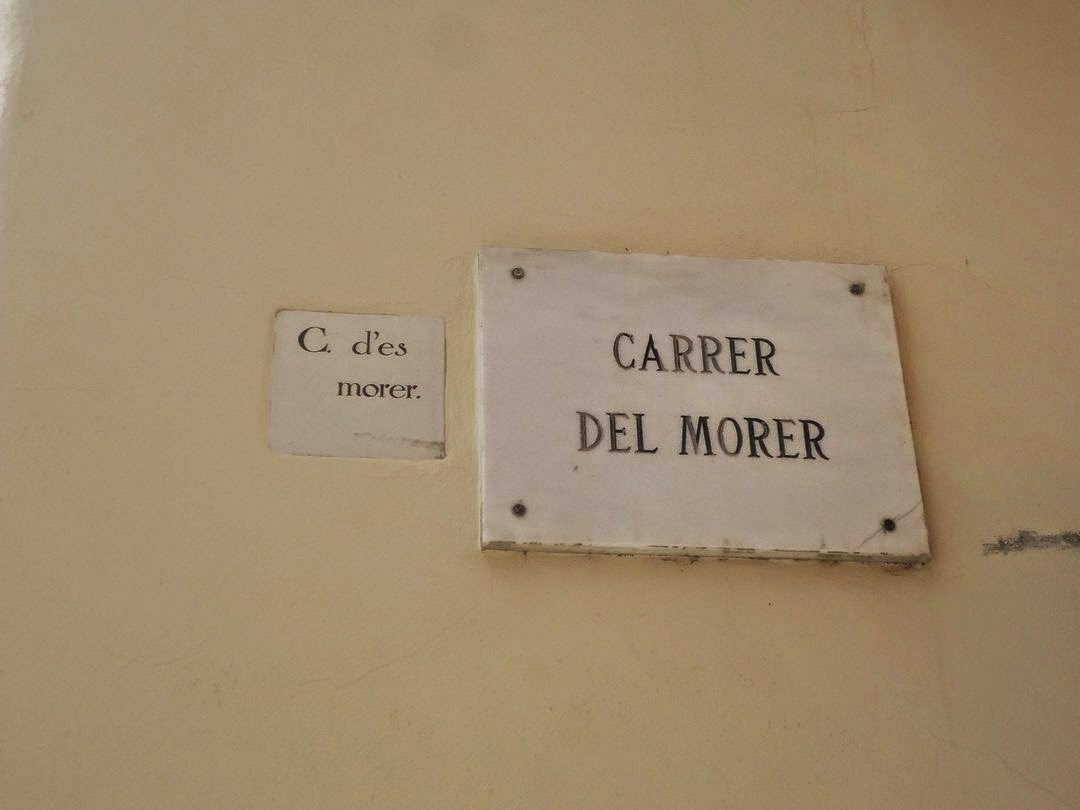 C. d'es
morer.
CARRER
DEL MORER